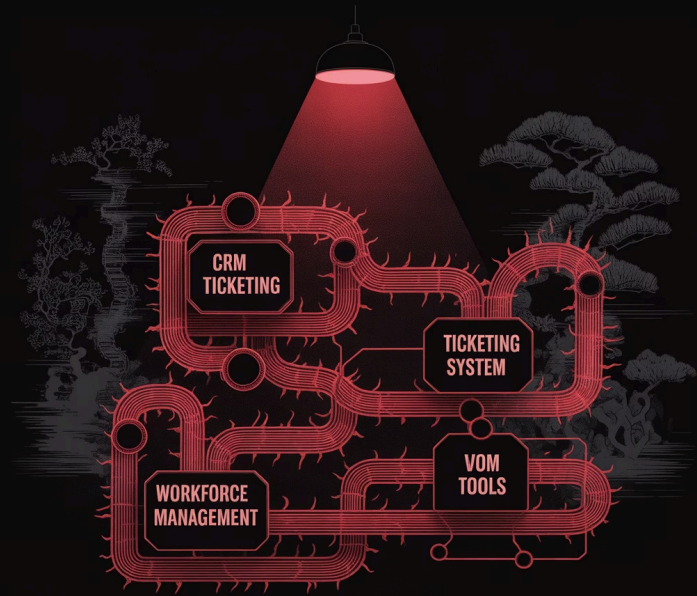 CRM
TICKETING
TICKETING
SYSTEM
VOM
TOOLS
WORKFORCE
MANAGEMENT